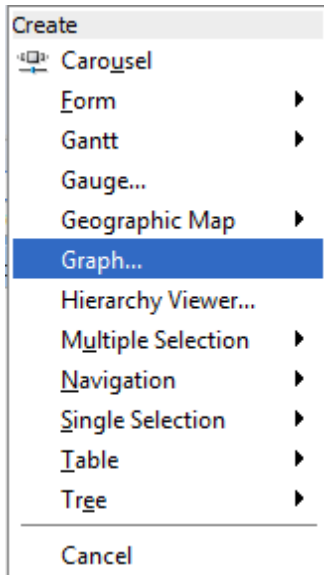 Create
Carousel
Form
Gantt
Gauge...
Geographic Map
Graph...
Hierarchy Viewer...
Multiple Selection
Navigation
Single Selection
Table
Tree
Cancel